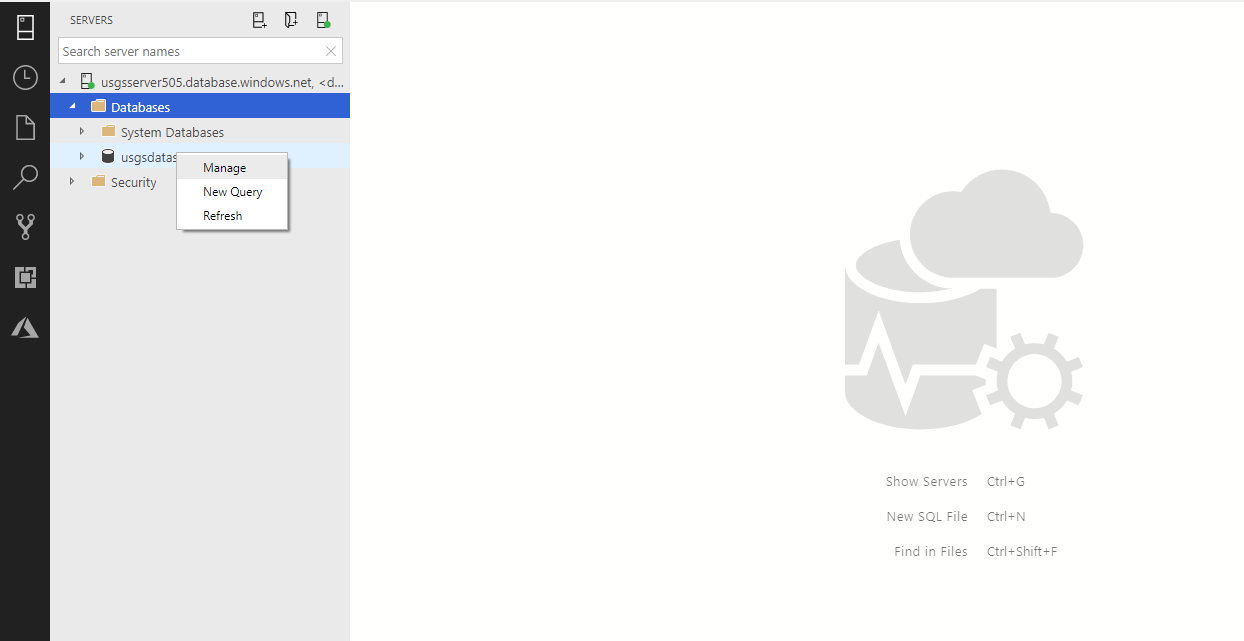 SERVERS
Search server names
usgsserver505.database.windows.net, <d...
Databases
System Databases
usgsdatas
Security
Manage
New Query
Refresh
Show Servers Ctrl+G
New SQL File Ctrl+N
Find in Files Ctrl+Shift+F